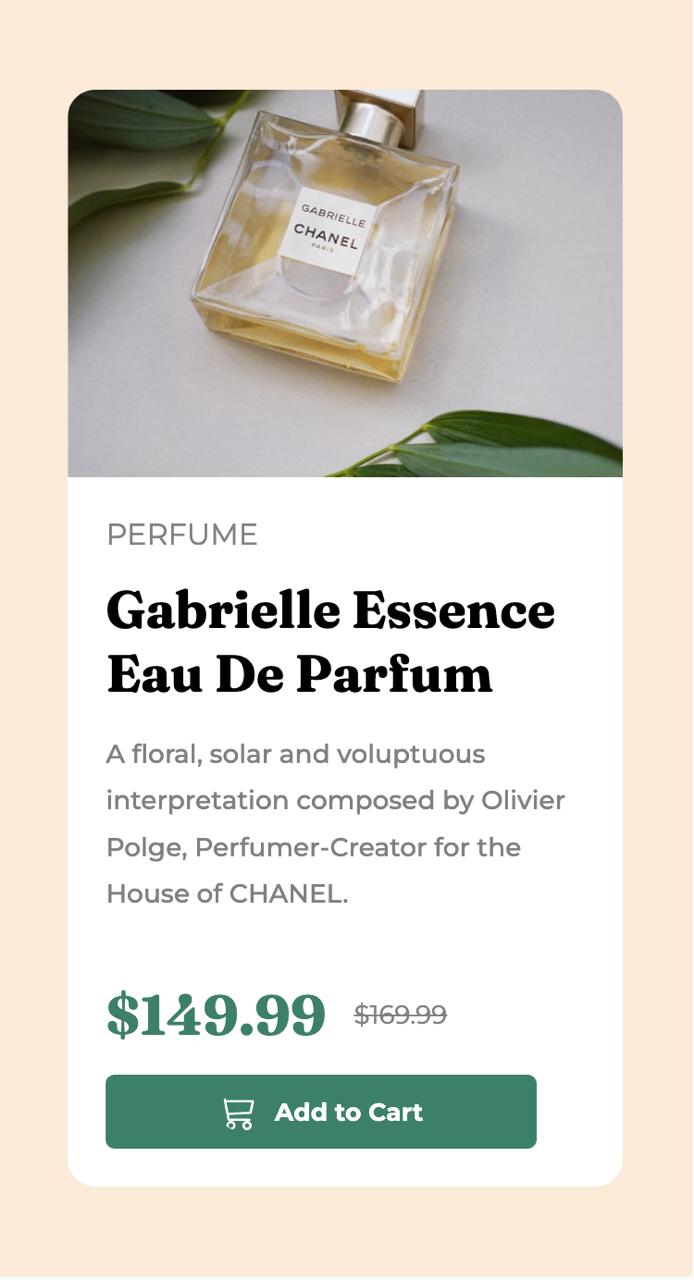 GABRIELLE
CHANEL
PARIS
PERFUME
Gabrielle Essence
Eau De Parfum
A floral, solar and voluptuous
interpretation composed by Olivier
Polge, Perfumer-Creator for the
House of CHANEL.
$149.99 $169.99
Add to Cart